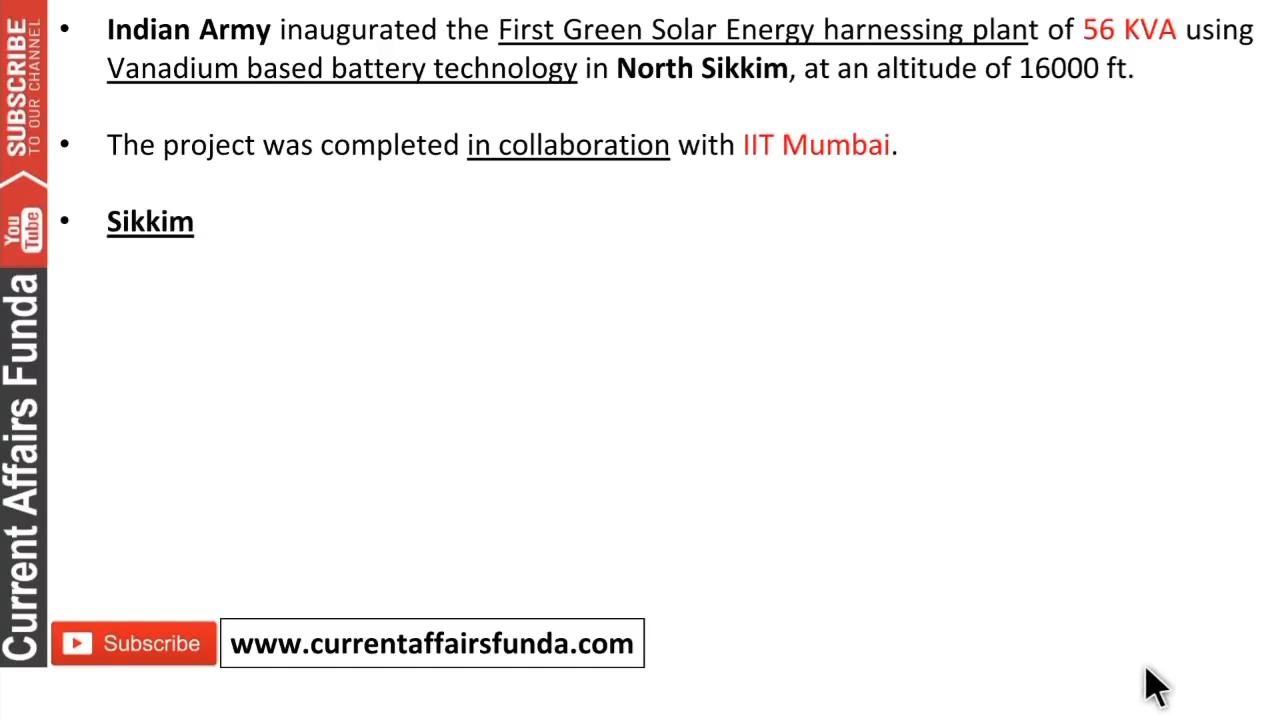 • Indian Army inaugurated the First Green Solar Energy harnessing plant of 56 KVA using
Vanadium based battery technology in North Sikkim, at an altitude of 16000 ft.
• The project was completed in collaboration with IIT Mumbai.
• Sikkim
SUBSCRIBE
TO OUR CHANNEL
You
Tube
Current Affairs Funda
Subscribe
www.currentaffairsfunda.com